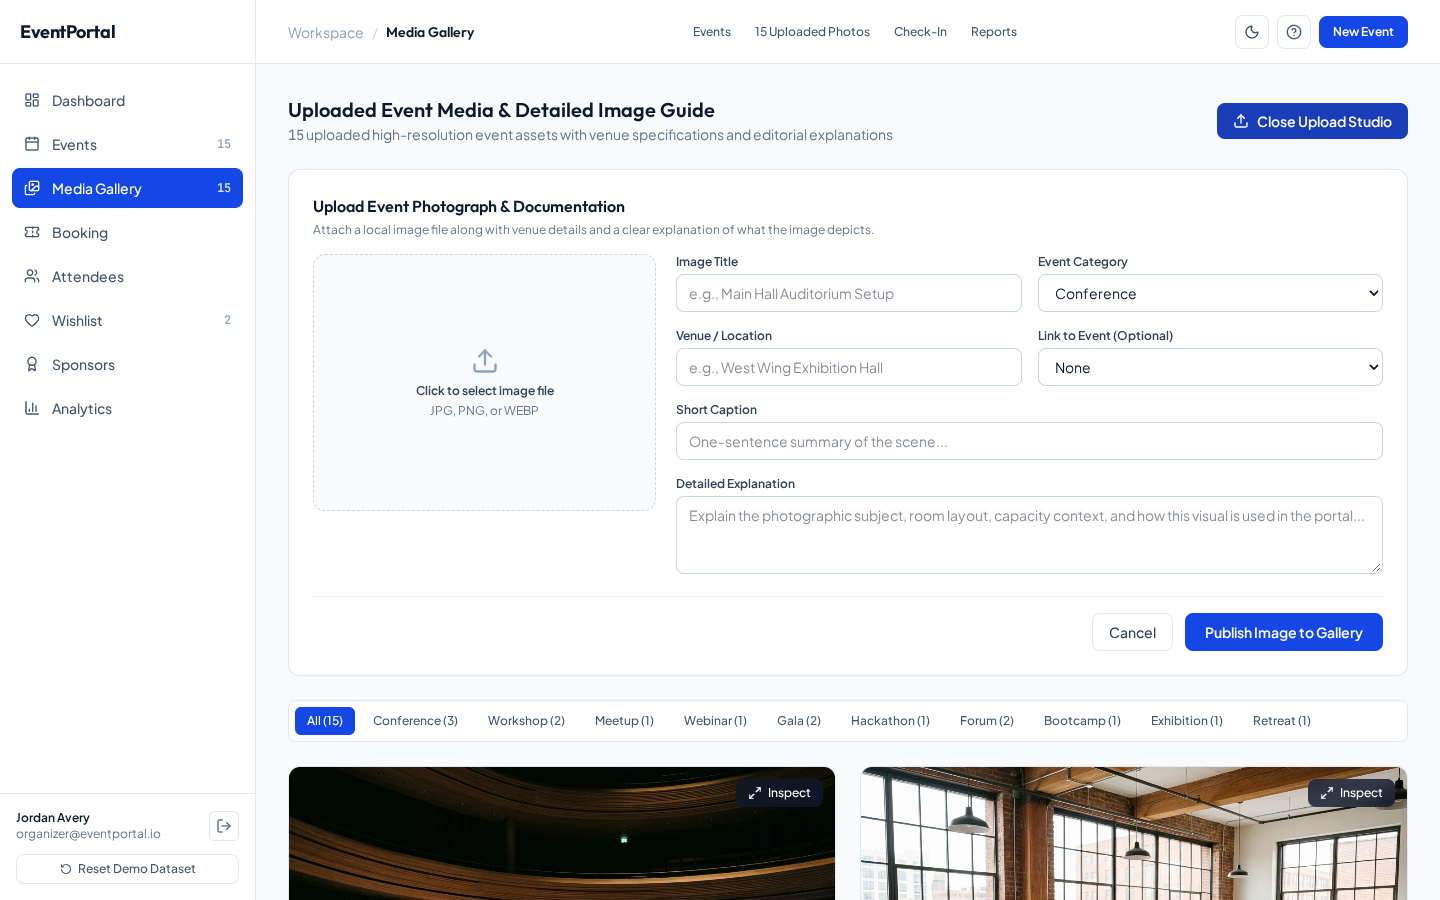 EventPortal
Workspace / Media Gallery
Events
15 Uploaded Photos
Check-In
Reports
New Event
Dashboard
Events 15
Media Gallery 15
Booking
Attendees
Wishlist 2
Sponsors
Analytics
Jordan Avery
organizer@eventportal.io
Reset Demo Dataset
Uploaded Event Media & Detailed Image Guide
15 uploaded high-resolution event assets with venue specifications and editorial explanations
Close Upload Studio
Upload Event Photograph & Documentation
Attach a local image file along with venue details and a clear explanation of what the image depicts.
Click to select image file
JPG, PNG, or WEBP
Image Title
e.g., Main Hall Auditorium Setup
Event Category
Conference
Venue / Location
e.g., West Wing Exhibition Hall
Link to Event (Optional)
None
Short Caption
One-sentence summary of the scene...
Detailed Explanation
Explain the photographic subject, room layout, capacity context, and how this visual is used in the portal...
Cancel
Publish Image to Gallery
All (15)
Conference (3)
Workshop (2)
Meetup (1)
Webinar (1)
Gala (2)
Hackathon (1)
Forum (2)
Bootcamp (1)
Exhibition (1)
Retreat (1)
Inspect
Inspect